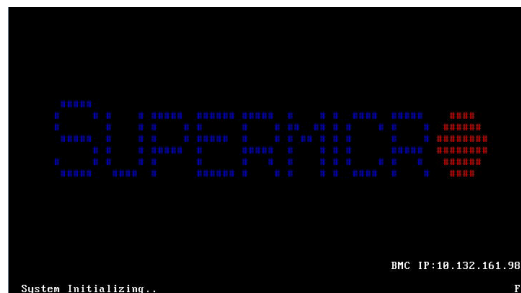 SUPERMICRO
BMC IP:10.132.161.98
System Initializing..
F